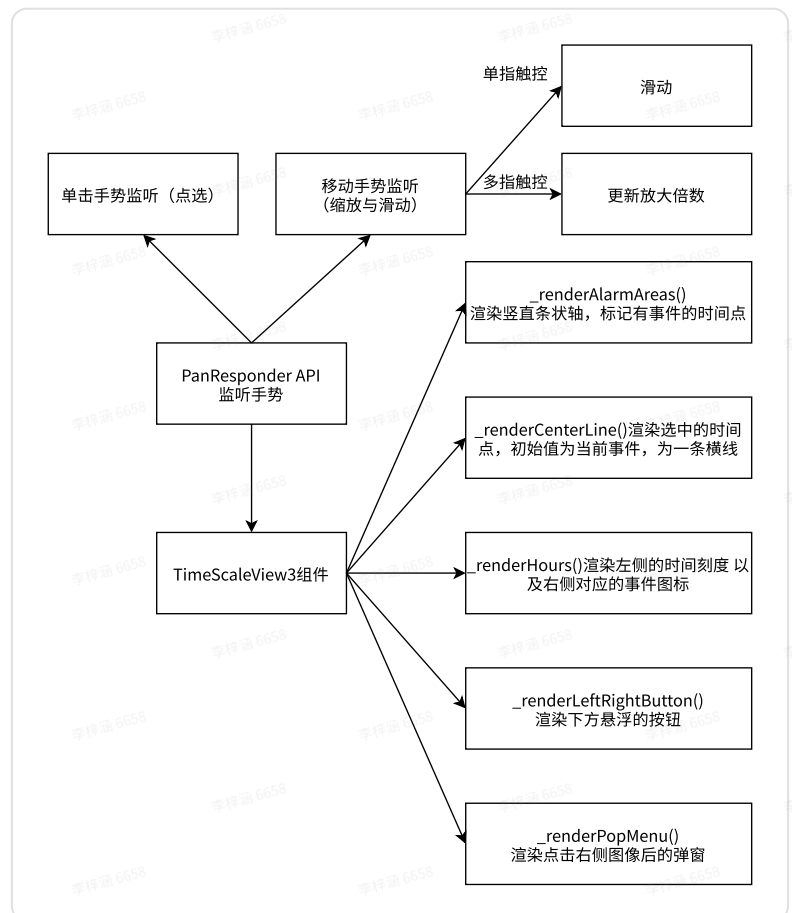 单指触控
滑动
单击手势监听（点选）
移动手势监听
（缩放与滑动）
多指触控
更新放大倍数
_renderAlarmAreas()
渲染竖直条状轴，标记有事件的时间点
PanResponder API
监听手势
_renderCenterLine()渲染选中的时间
点，初始值为当前事件，为一条横线
TimeScaleView3组件
_renderHours()渲染左侧的时间刻度 以
及右侧对应的事件图标
_renderLeftRightButton()
渲染下方悬浮的按钮
_renderPopMenu()
渲染点击右侧图像后的弹窗
李梓涵 6658